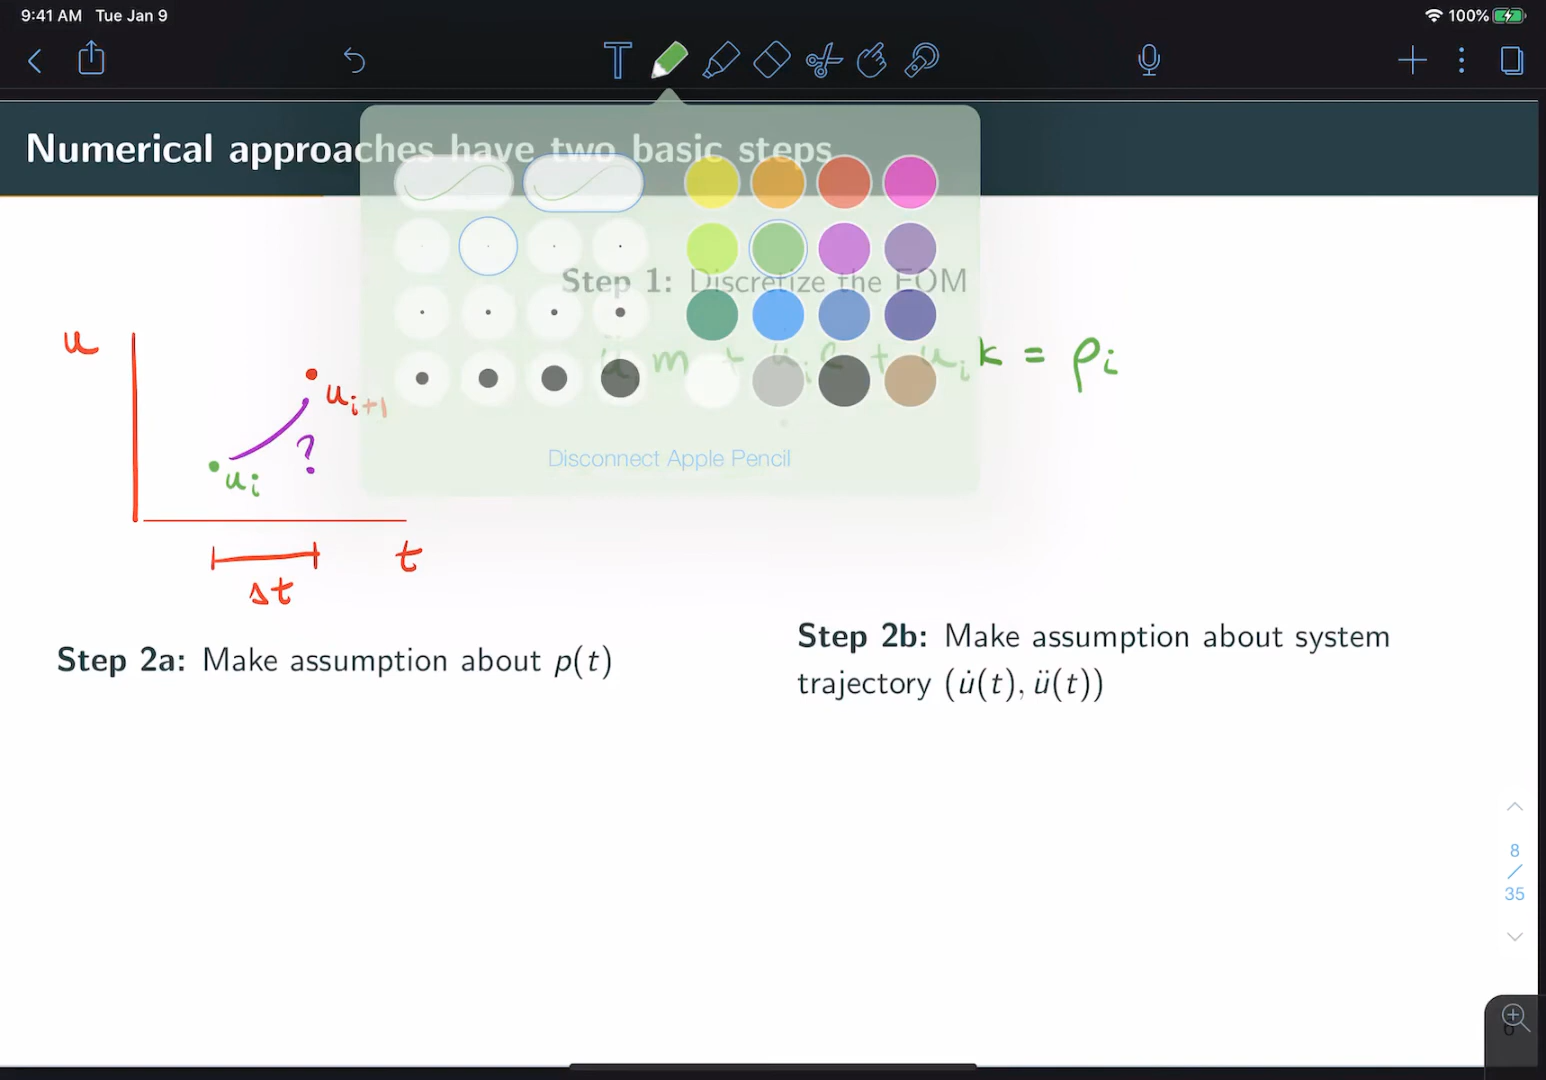 9:41 AM Tue Jan 9
100%
Numerical approaches have two basic steps
Step 1: Discretize the EOM
ü m + u̇ᵢ c + uᵢ k = pᵢ
u
uᵢ₊₁
?
uᵢ
Disconnect Apple Pencil
t
Δt
Step 2a: Make assumption about p(t)
Step 2b: Make assumption about system
trajectory (u̇(t), ü(t))
8
/
35